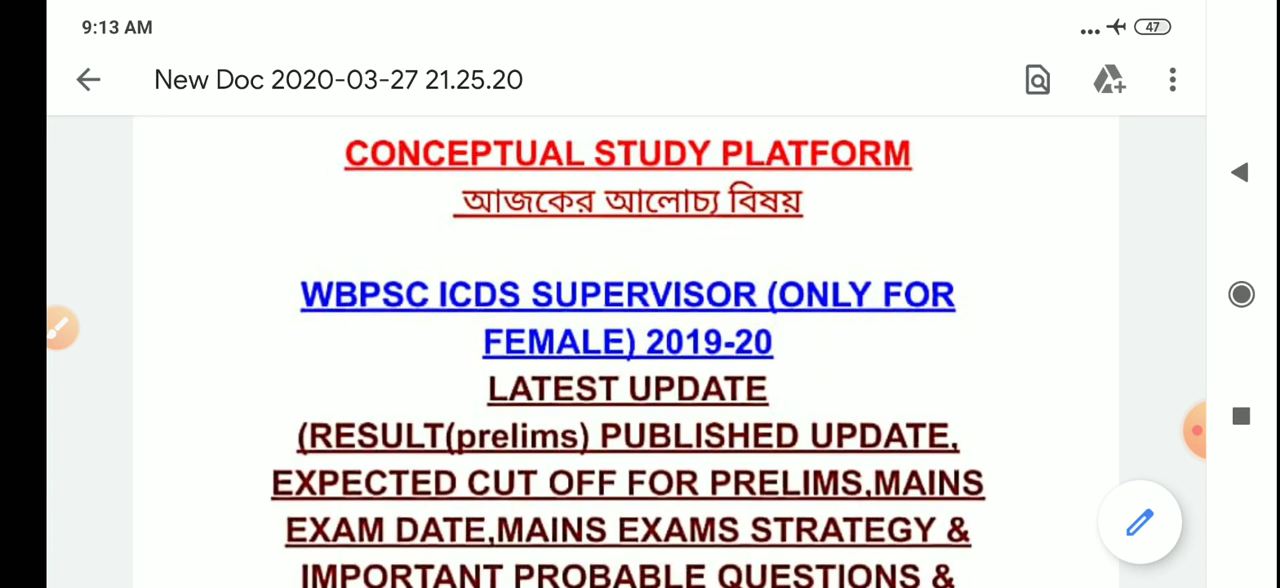 9:13 AM
47
New Doc 2020-03-27 21.25.20
CONCEPTUAL STUDY PLATFORM
আজকের আলোচ্য বিষয়
WBPSC ICDS SUPERVISOR (ONLY FOR
FEMALE) 2019-20
LATEST UPDATE
(RESULT(prelims) PUBLISHED UPDATE,
EXPECTED CUT OFF FOR PRELIMS,MAINS
EXAM DATE,MAINS EXAMS STRATEGY &
IMPORTANT PROBABLE QUESTIONS &